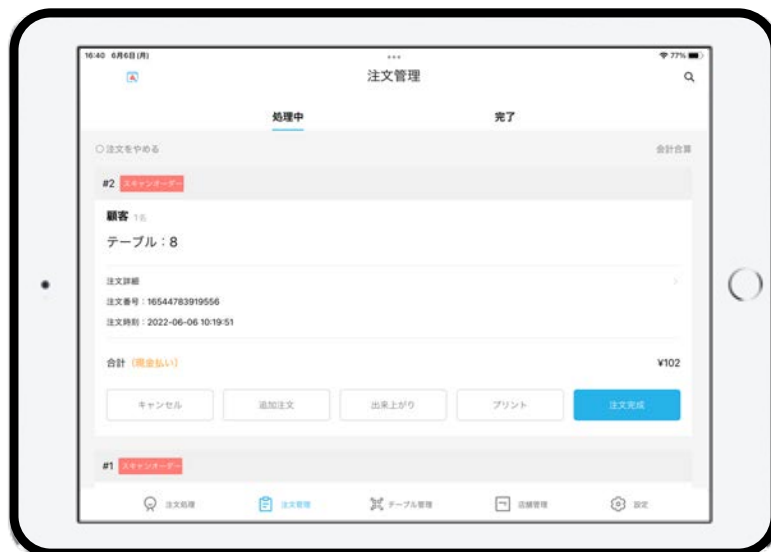 16:40 6月6日(月)
77%
注文管理
処理中 完了
注文をやめる 会計合算
#2 スキャンオーダー
顧客 1名
テーブル：8
注文詳細
注文番号：16544783919556
注文時刻：2022-06-06 10:19:51
合計（現金払い） ¥102
キャンセル 追加注文 出来上がり プリント 注文完成
#1 スキャンオーダー
注文処理 注文管理 テーブル管理 店舗管理 設定